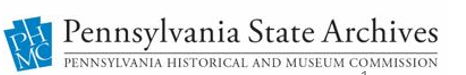 PH
MC
Pennsylvania State Archives
PENNSYLVANIA HISTORICAL AND MUSEUM COMMISSION